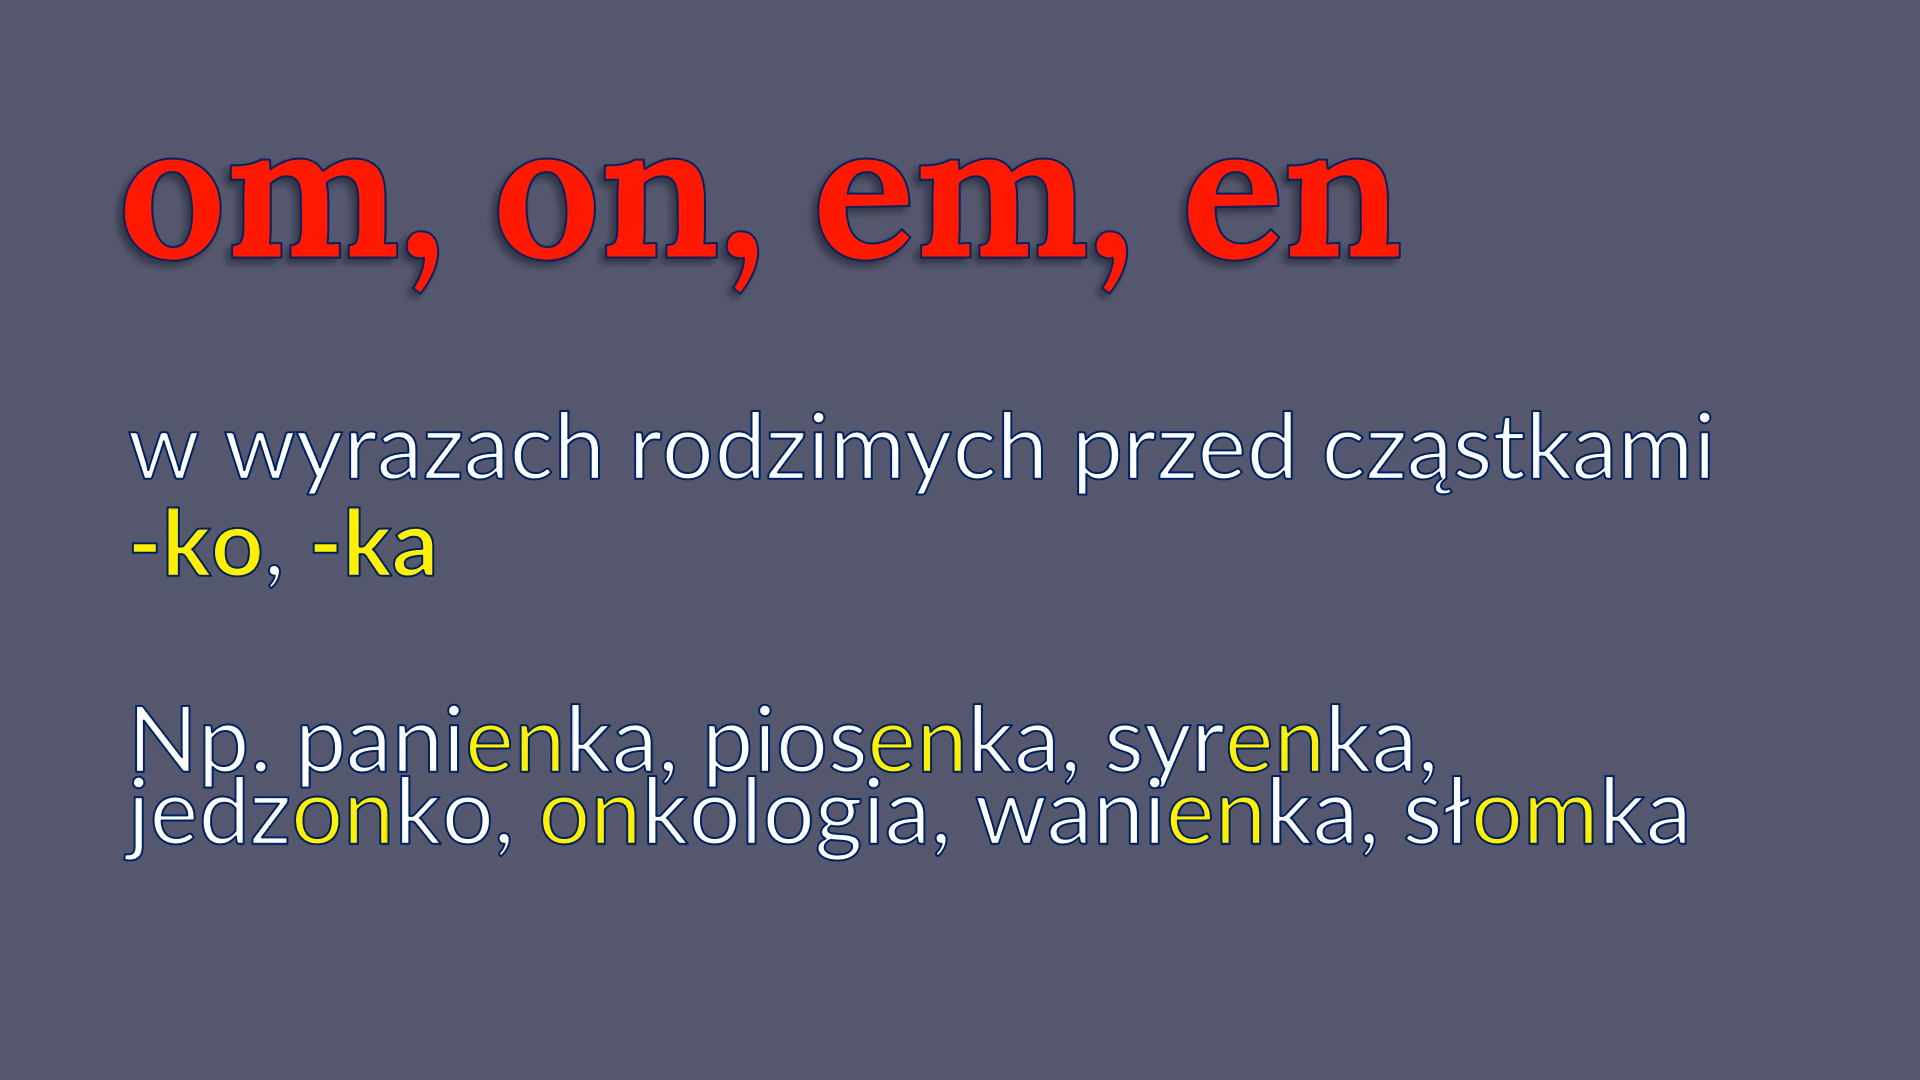 om, on, em, en
w wyrazach rodzimych przed cząstkami
-ko, -ka
Np. panienka, piosenka, syrenka,
jedzonko, onkologia, wanienka, słomka